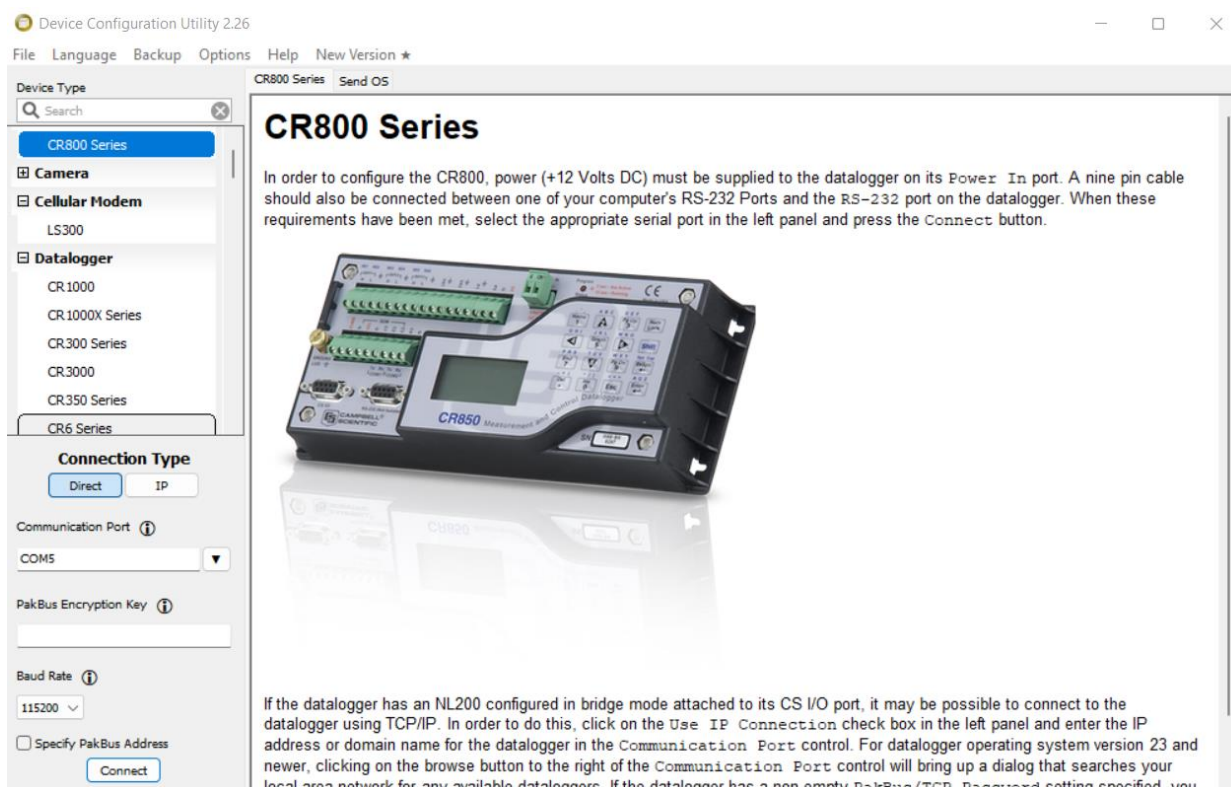 Device Configuration Utility 2.26
File Language Backup Options Help New Version ★
Device Type
Search
CR800 Series
Camera
Cellular Modem
LS300
Datalogger
CR1000
CR1000X Series
CR300 Series
CR3000
CR350 Series
CR6 Series
Connection Type
Direct IP
Communication Port
COM5
PakBus Encryption Key
Baud Rate
115200
Specify PakBus Address
Connect
CR800 Series Send OS
CR800 Series
In order to configure the CR800, power (+12 Volts DC) must be supplied to the datalogger on its Power In port. A nine pin cable
should also be connected between one of your computer's RS-232 Ports and the RS-232 port on the datalogger. When these
requirements have been met, select the appropriate serial port in the left panel and press the Connect button.
CE
CAMPBELL
SCIENTIFIC
CR850 Measurement and Control Datalogger
SN
If the datalogger has an NL200 configured in bridge mode attached to its CS I/O port, it may be possible to connect to the
datalogger using TCP/IP. In order to do this, click on the Use IP Connection check box in the left panel and enter the IP
address or domain name for the datalogger in the Communication Port control. For datalogger operating system version 23 and
newer, clicking on the browse button to the right of the Communication Port control will bring up a dialog that searches your
local area network for any available dataloggers. If the datalogger has a non empty PakBus/TCP Password setting specified, you